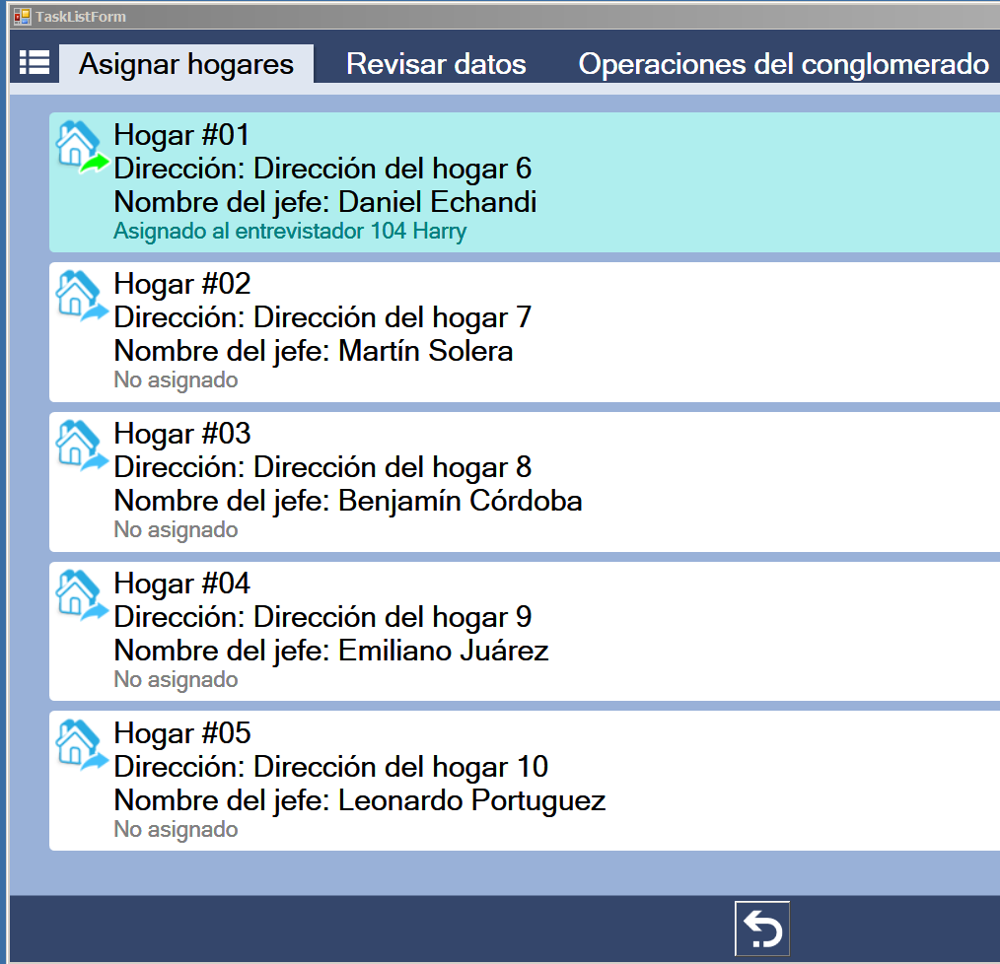 TaskListForm
Asignar hogares Revisar datos Operaciones del conglomerado
Hogar #01
Dirección: Dirección del hogar 6
Nombre del jefe: Daniel Echandi
Asignado al entrevistador 104 Harry
Hogar #02
Dirección: Dirección del hogar 7
Nombre del jefe: Martín Solera
No asignado
Hogar #03
Dirección: Dirección del hogar 8
Nombre del jefe: Benjamín Córdoba
No asignado
Hogar #04
Dirección: Dirección del hogar 9
Nombre del jefe: Emiliano Juárez
No asignado
Hogar #05
Dirección: Dirección del hogar 10
Nombre del jefe: Leonardo Portuguez
No asignado